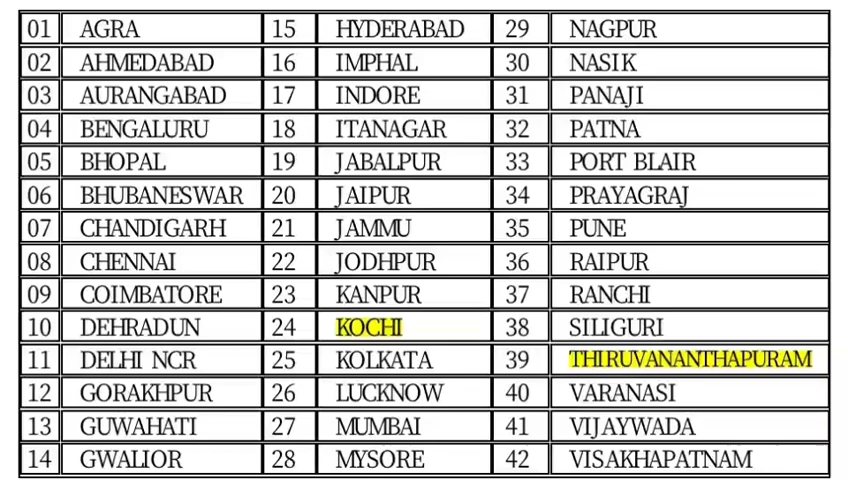 01 AGRA 15 HYDERABAD 29 NAGPUR
02 AHMEDABAD 16 IMPHAL 30 NASIK
03 AURANGABAD 17 INDORE 31 PANAJI
04 BENGALURU 18 ITANAGAR 32 PATNA
05 BHOPAL 19 JABALPUR 33 PORT BLAIR
06 BHUBANESWAR 20 JAIPUR 34 PRAYAGRAJ
07 CHANDIGARH 21 JAMMU 35 PUNE
08 CHENNAI 22 JODHPUR 36 RAIPUR
09 COIMBATORE 23 KANPUR 37 RANCHI
10 DEHRADUN 24 KOCHI 38 SILIGURI
11 DELHI NCR 25 KOLKATA 39 THIRUVANANTHAPURAM
12 GORAKHPUR 26 LUCKNOW 40 VARANASI
13 GUWAHATI 27 MUMBAI 41 VIJAYWADA
14 GWALIOR 28 MYSORE 42 VISAKHAPATNAM